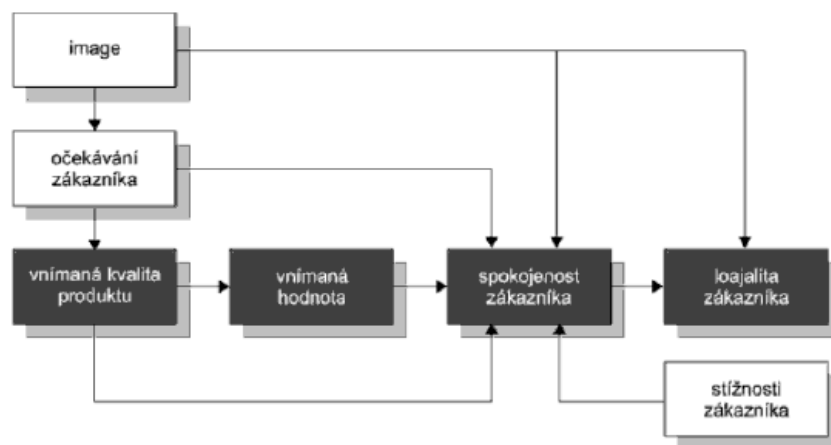 image
očekávání
zákazníka
vnímaná kvalita
produktu
vnímaná
hodnota
spokojenost
zákazníka
loajalita
zákazníka
stížnosti
zákazníka